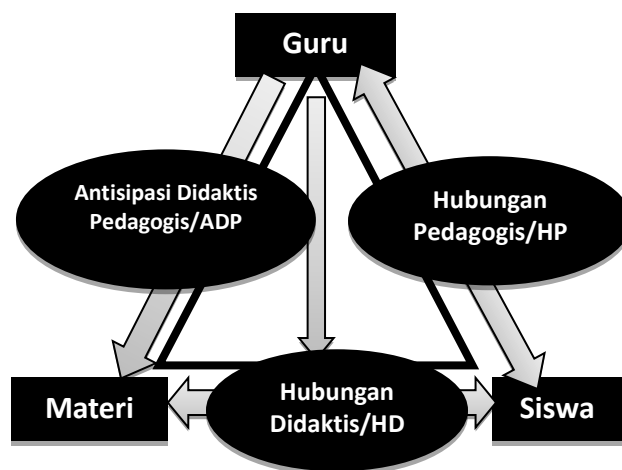 Guru
Antisipasi Didaktis
Pedagogis/ADP
Hubungan
Pedagogis/HP
Materi
Hubungan
Didaktis/HD
Siswa